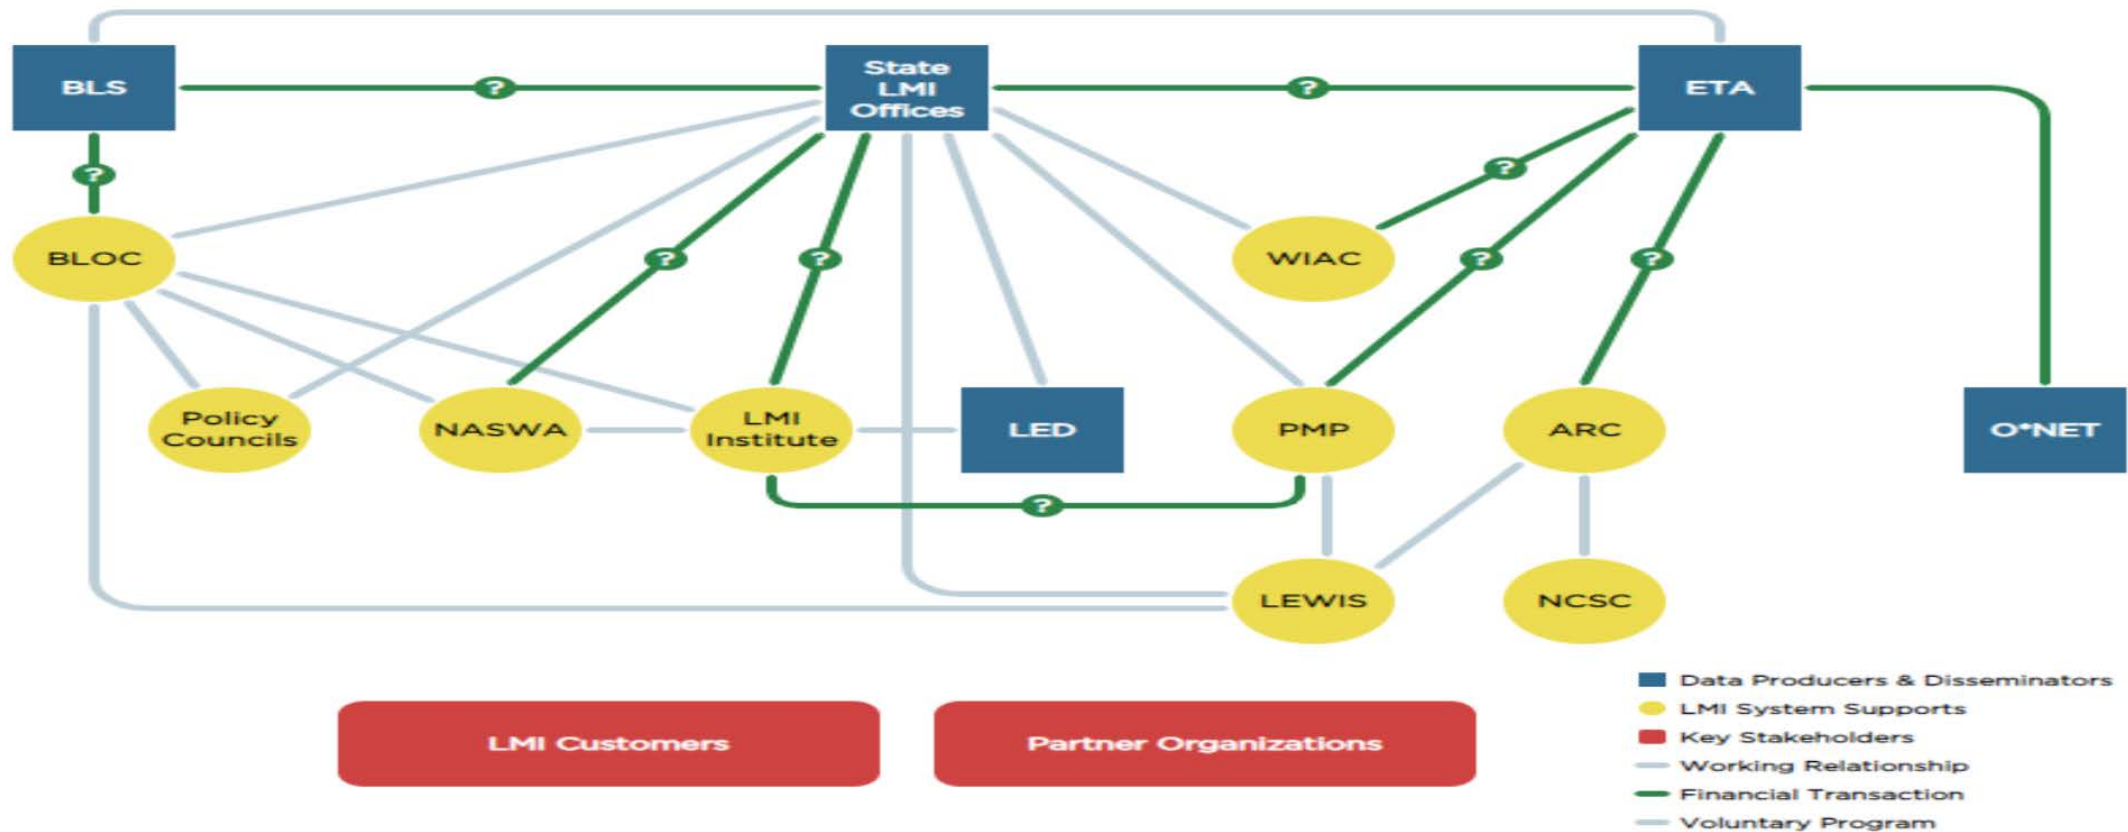 BLS
?
State
LMI
Offices
?
ETA
?
?
BLOC
?
?
WIAC
?
?
Policy
Councils
NASWA
LMI
Institute
LED
PMP
ARC
O*NET
?
LEWIS
NCSC
LMI Customers
Partner Organizations
Data Producers & Disseminators
LMI System Supports
Key Stakeholders
Working Relationship
Financial Transaction
Voluntary Program